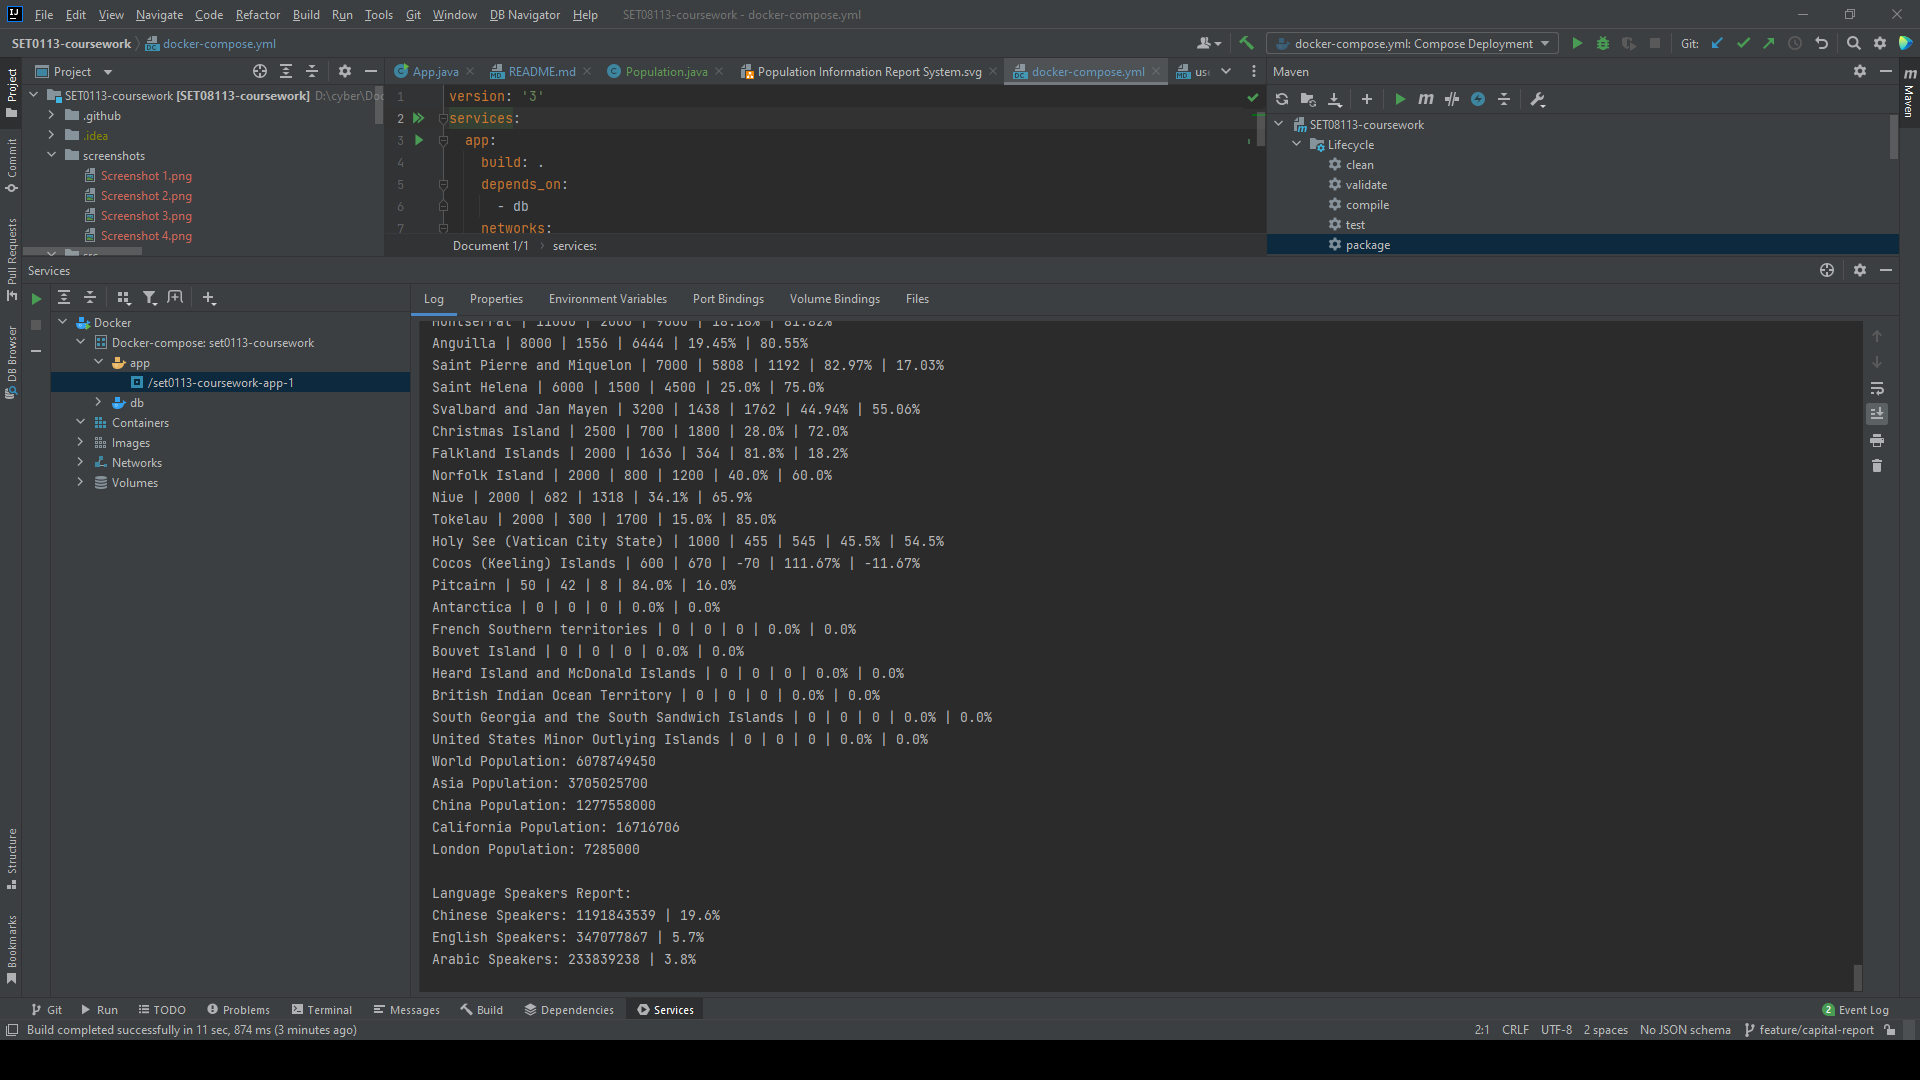 File Edit View Navigate Code Refactor Build Run Tools Git Window DB Navigator Help SET08113-coursework - docker-compose.yml
SET0113-coursework docker-compose.yml
docker-compose.yml: Compose Deployment Git:
Project
App.java README.md Population.java Population Information Report System.svg docker-compose.yml us
Maven
SET0113-coursework [SET08113-coursework] D:\cyber\Doc
.github
.idea
screenshots
Screenshot 1.png
Screenshot 2.png
Screenshot 3.png
Screenshot 4.png
src
1 version: '3'
2 services:
3 app:
4 build: .
5 depends_on:
6 - db
7 networks:
Document 1/1 services:
SET08113-coursework
Lifecycle
clean
validate
compile
test
package
Project
Commit
Pull Requests
DB Browser
Structure
Bookmarks
Maven
Services
Docker
Docker-compose: set0113-coursework
app
/set0113-coursework-app-1
db
Containers
Images
Networks
Volumes
Log Properties Environment Variables Port Bindings Volume Bindings Files
Montserrat | 11000 | 2000 | 9000 | 18.18% | 81.82%
Anguilla | 8000 | 1556 | 6444 | 19.45% | 80.55%
Saint Pierre and Miquelon | 7000 | 5808 | 1192 | 82.97% | 17.03%
Saint Helena | 6000 | 1500 | 4500 | 25.0% | 75.0%
Svalbard and Jan Mayen | 3200 | 1438 | 1762 | 44.94% | 55.06%
Christmas Island | 2500 | 700 | 1800 | 28.0% | 72.0%
Falkland Islands | 2000 | 1636 | 364 | 81.8% | 18.2%
Norfolk Island | 2000 | 800 | 1200 | 40.0% | 60.0%
Niue | 2000 | 682 | 1318 | 34.1% | 65.9%
Tokelau | 2000 | 300 | 1700 | 15.0% | 85.0%
Holy See (Vatican City State) | 1000 | 455 | 545 | 45.5% | 54.5%
Cocos (Keeling) Islands | 600 | 670 | -70 | 111.67% | -11.67%
Pitcairn | 50 | 42 | 8 | 84.0% | 16.0%
Antarctica | 0 | 0 | 0 | 0.0% | 0.0%
French Southern territories | 0 | 0 | 0 | 0.0% | 0.0%
Bouvet Island | 0 | 0 | 0 | 0.0% | 0.0%
Heard Island and McDonald Islands | 0 | 0 | 0 | 0.0% | 0.0%
British Indian Ocean Territory | 0 | 0 | 0 | 0.0% | 0.0%
South Georgia and the South Sandwich Islands | 0 | 0 | 0 | 0.0% | 0.0%
United States Minor Outlying Islands | 0 | 0 | 0 | 0.0% | 0.0%
World Population: 6078749450
Asia Population: 3705025700
China Population: 1277558000
California Population: 16716706
London Population: 7285000
Language Speakers Report:
Chinese Speakers: 1191843539 | 19.6%
English Speakers: 347077867 | 5.7%
Arabic Speakers: 233839238 | 3.8%
Git Run TODO Problems Terminal Messages Build Dependencies Services 2 Event Log
Build completed successfully in 11 sec, 874 ms (3 minutes ago) 2:1 CRLF UTF-8 2 spaces No JSON schema feature/capital-report